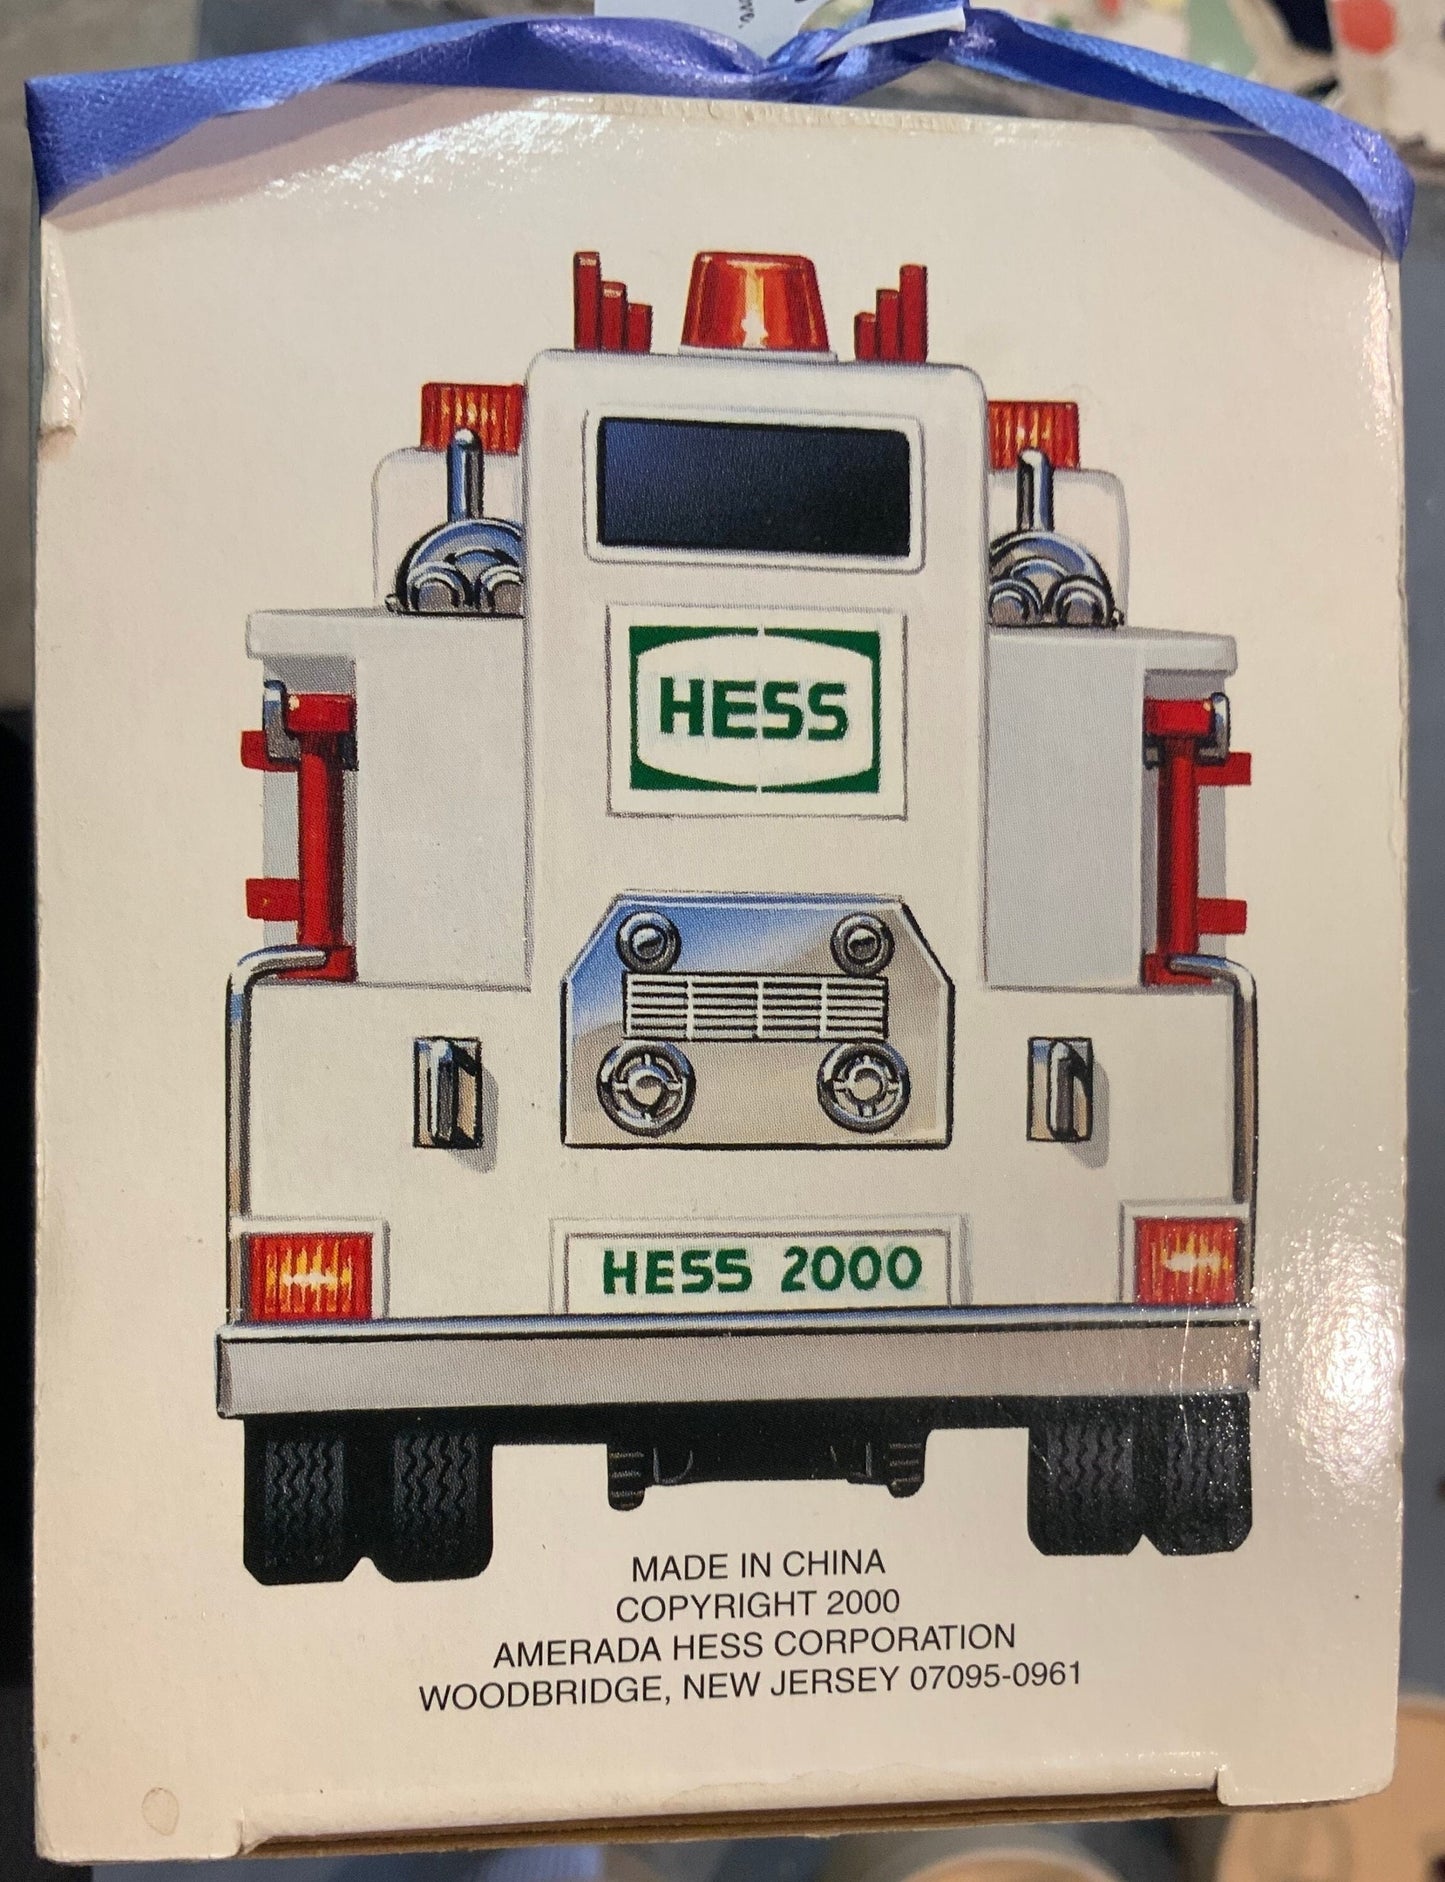 HESS
HESS 2000
MADE IN CHINA
COPYRIGHT 2000
AMERADA HESS CORPORATION
WOODBRIDGE, NEW JERSEY 07095-0961